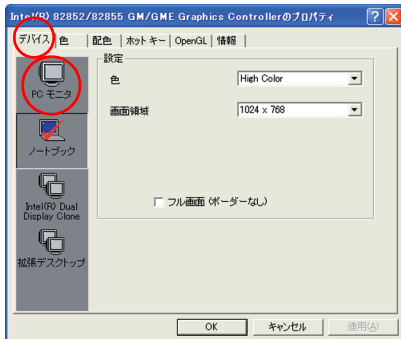 Intel(R) 82852/82855 GM/GME Graphics Controllerのプロパティ
デバイス 色 配色 ホット キー OpenGL 情報
設定
PC モニタ
色 High Color
画面領域 1024 x 768
ノートブック
フル画面 (ボーダーなし)
Intel(R) Dual
Display Clone
拡張デスクトップ
OK キャンセル 適用(A)